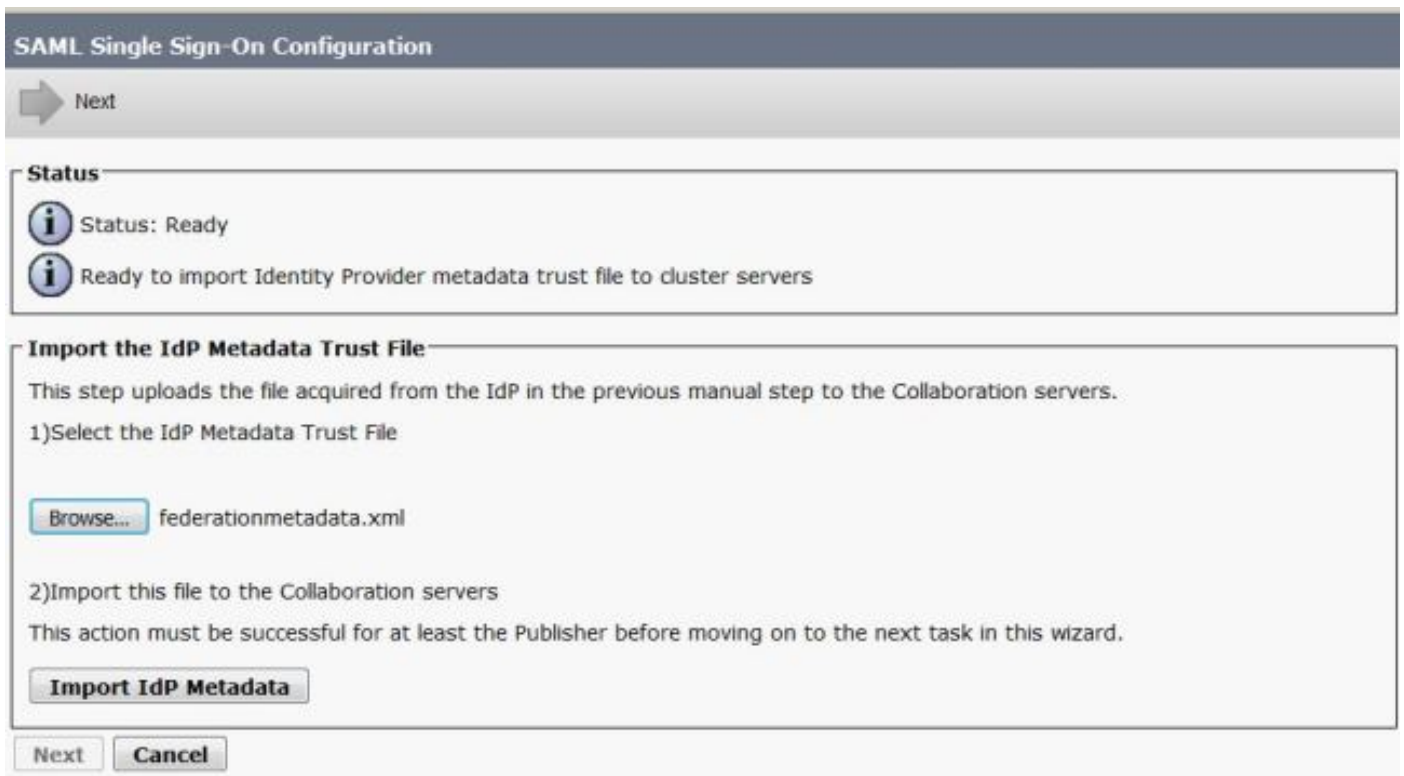 SAML Single Sign-On Configuration
Next
Status
Status: Ready
Ready to import Identity Provider metadata trust file to cluster servers
Import the IdP Metadata Trust File
This step uploads the file acquired from the IdP in the previous manual step to the Collaboration servers.
1)Select the IdP Metadata Trust File
Browse... federationmetadata.xml
2)Import this file to the Collaboration servers
This action must be successful for at least the Publisher before moving on to the next task in this wizard.
Import IdP Metadata
Next Cancel